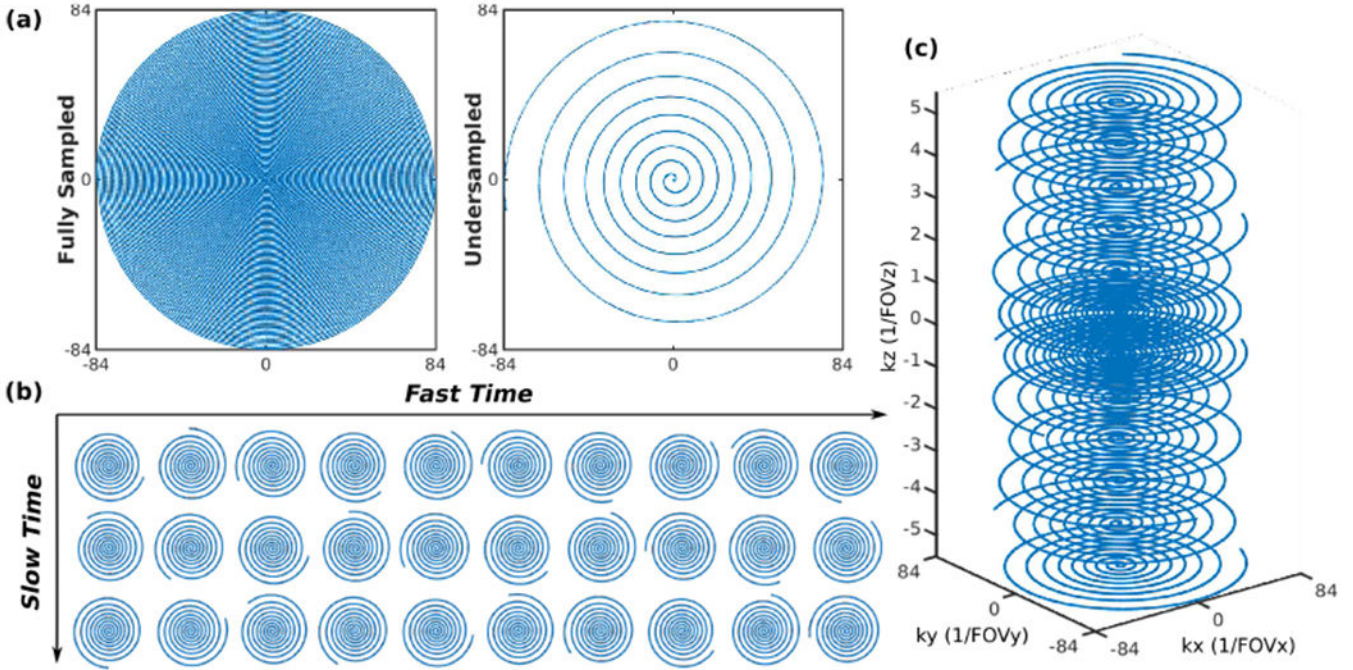 (a)
84
0
-84
-84
0
84
Fully Sampled
84
0
-84
-84
0
84
Undersampled
(b)
Fast Time
Slow Time
(c)
5
4
3
2
1
0
-1
-2
-3
-4
-5
kz (1/FOVz)
84
0
-84
ky (1/FOVy)
-84
0
84
kx (1/FOVx)